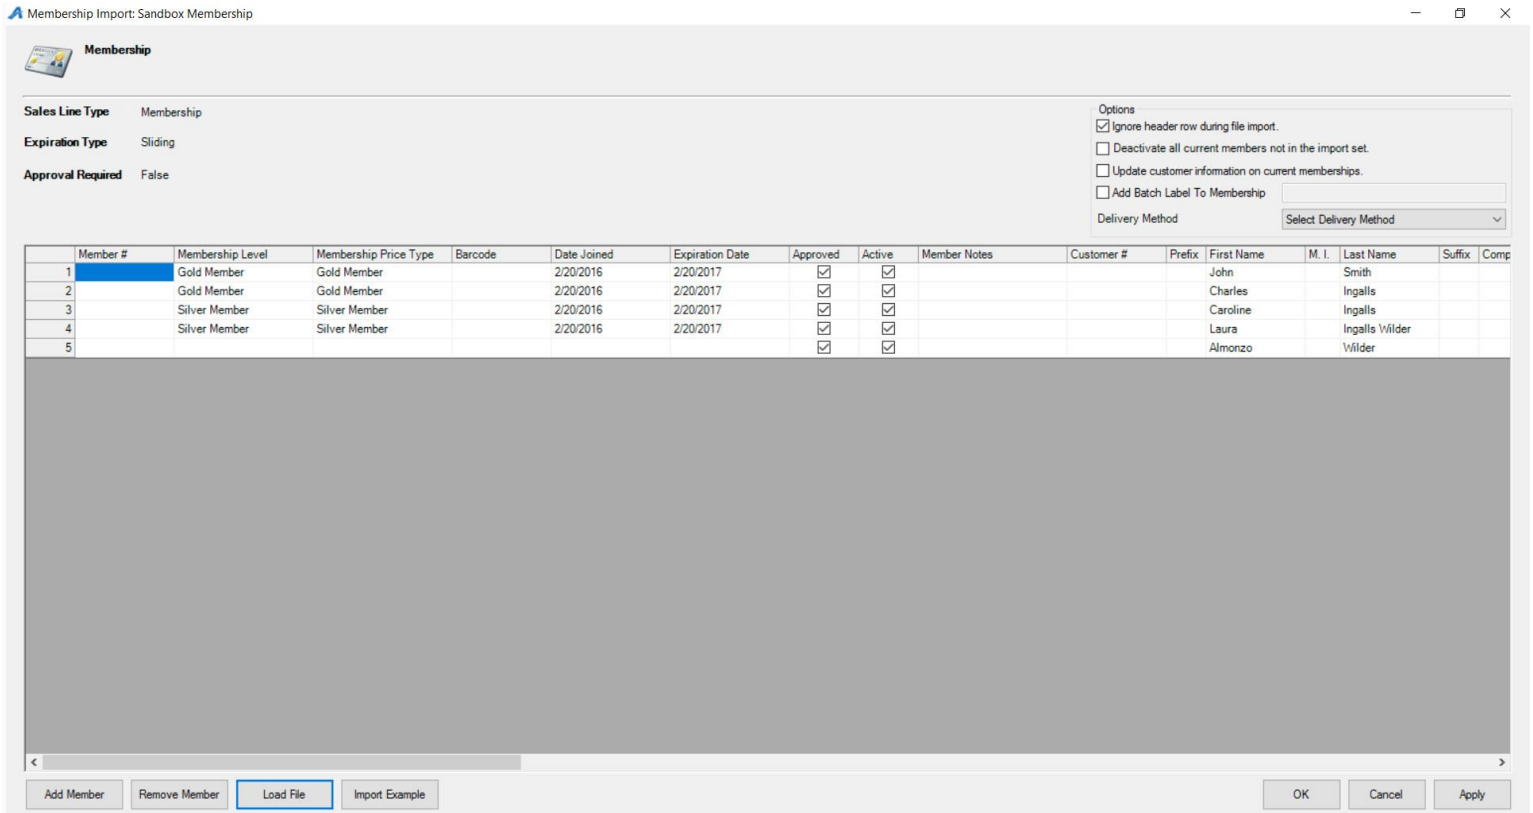 Membership Import: Sandbox Membership
Membership
Sales Line Type Membership
Expiration Type Sliding
Approval Required False
Options
Ignore header row during file import.
Deactivate all current members not in the import set.
Update customer information on current memberships.
Add Batch Label To Membership
Delivery Method Select Delivery Method
Member # Membership Level Membership Price Type Barcode Date Joined Expiration Date Approved Active Member Notes Customer # Prefix First Name M. I. Last Name Suffix Comp
1 Gold Member Gold Member 2/20/2016 2/20/2017 John Smith
2 Gold Member Gold Member 2/20/2016 2/20/2017 Charles Ingalls
3 Silver Member Silver Member 2/20/2016 2/20/2017 Caroline Ingalls
4 Silver Member Silver Member 2/20/2016 2/20/2017 Laura Ingalls Wilder
5 Almonzo Wilder
Add Member Remove Member Load File Import Example OK Cancel Apply